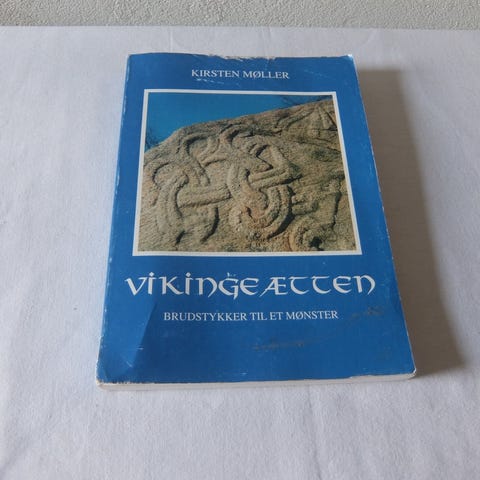 KIRSTEN MØLLER
VIKINGEÆTTEN
BRUDSTYKKER TIL ET MØNSTER